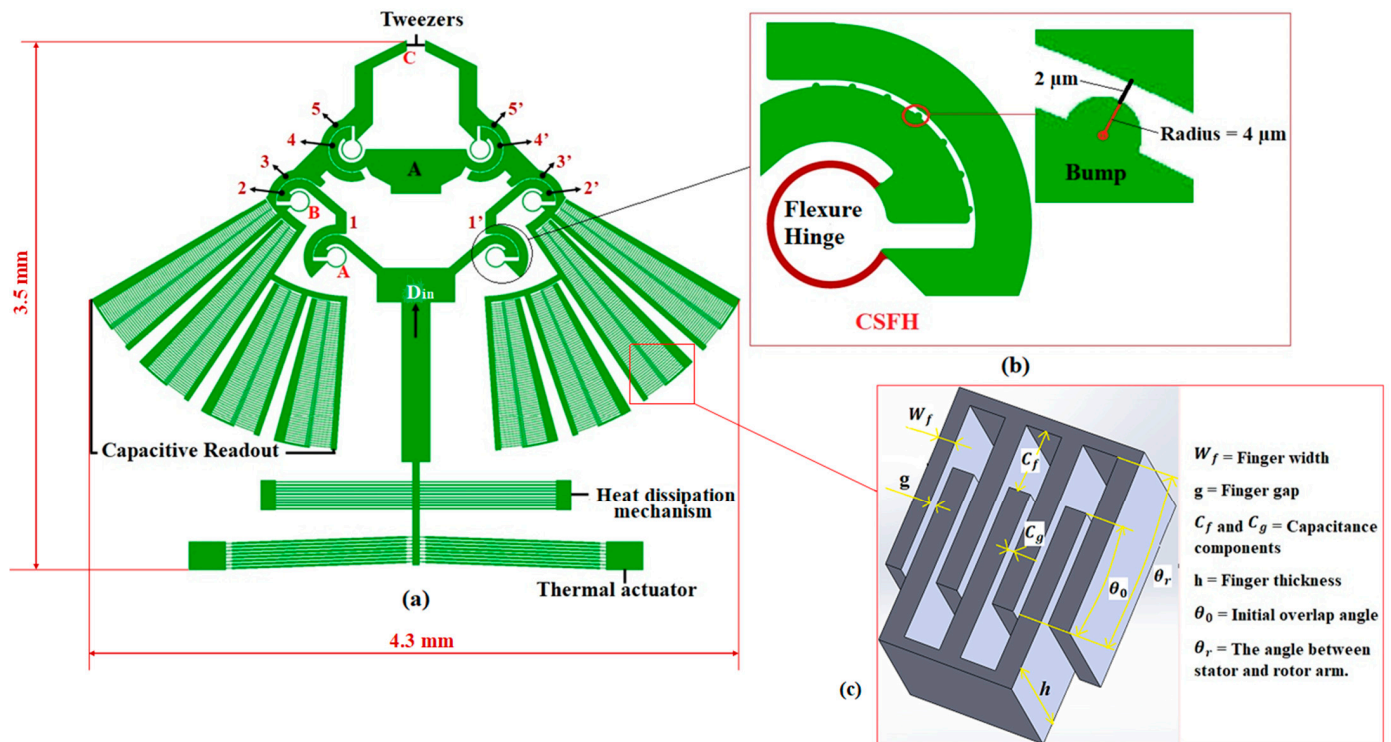 Tweezers
C
5
5'
4
4'
A
3
3'
2
2'
B
1
1'
A
Din
3.5 mm
Capacitive Readout
Heat dissipation
mechanism
Thermal actuator
(a)
4.3 mm
Flexure
Hinge
CSFH
2 μm
Radius = 4 μm
Bump
(b)
Wf
g
Cf
Cg
θ0
θr
h
(c)
Wf = Finger width
g = Finger gap
Cf and Cg = Capacitance
components
h = Finger thickness
θ0 = Initial overlap angle
θr = The angle between
stator and rotor arm.